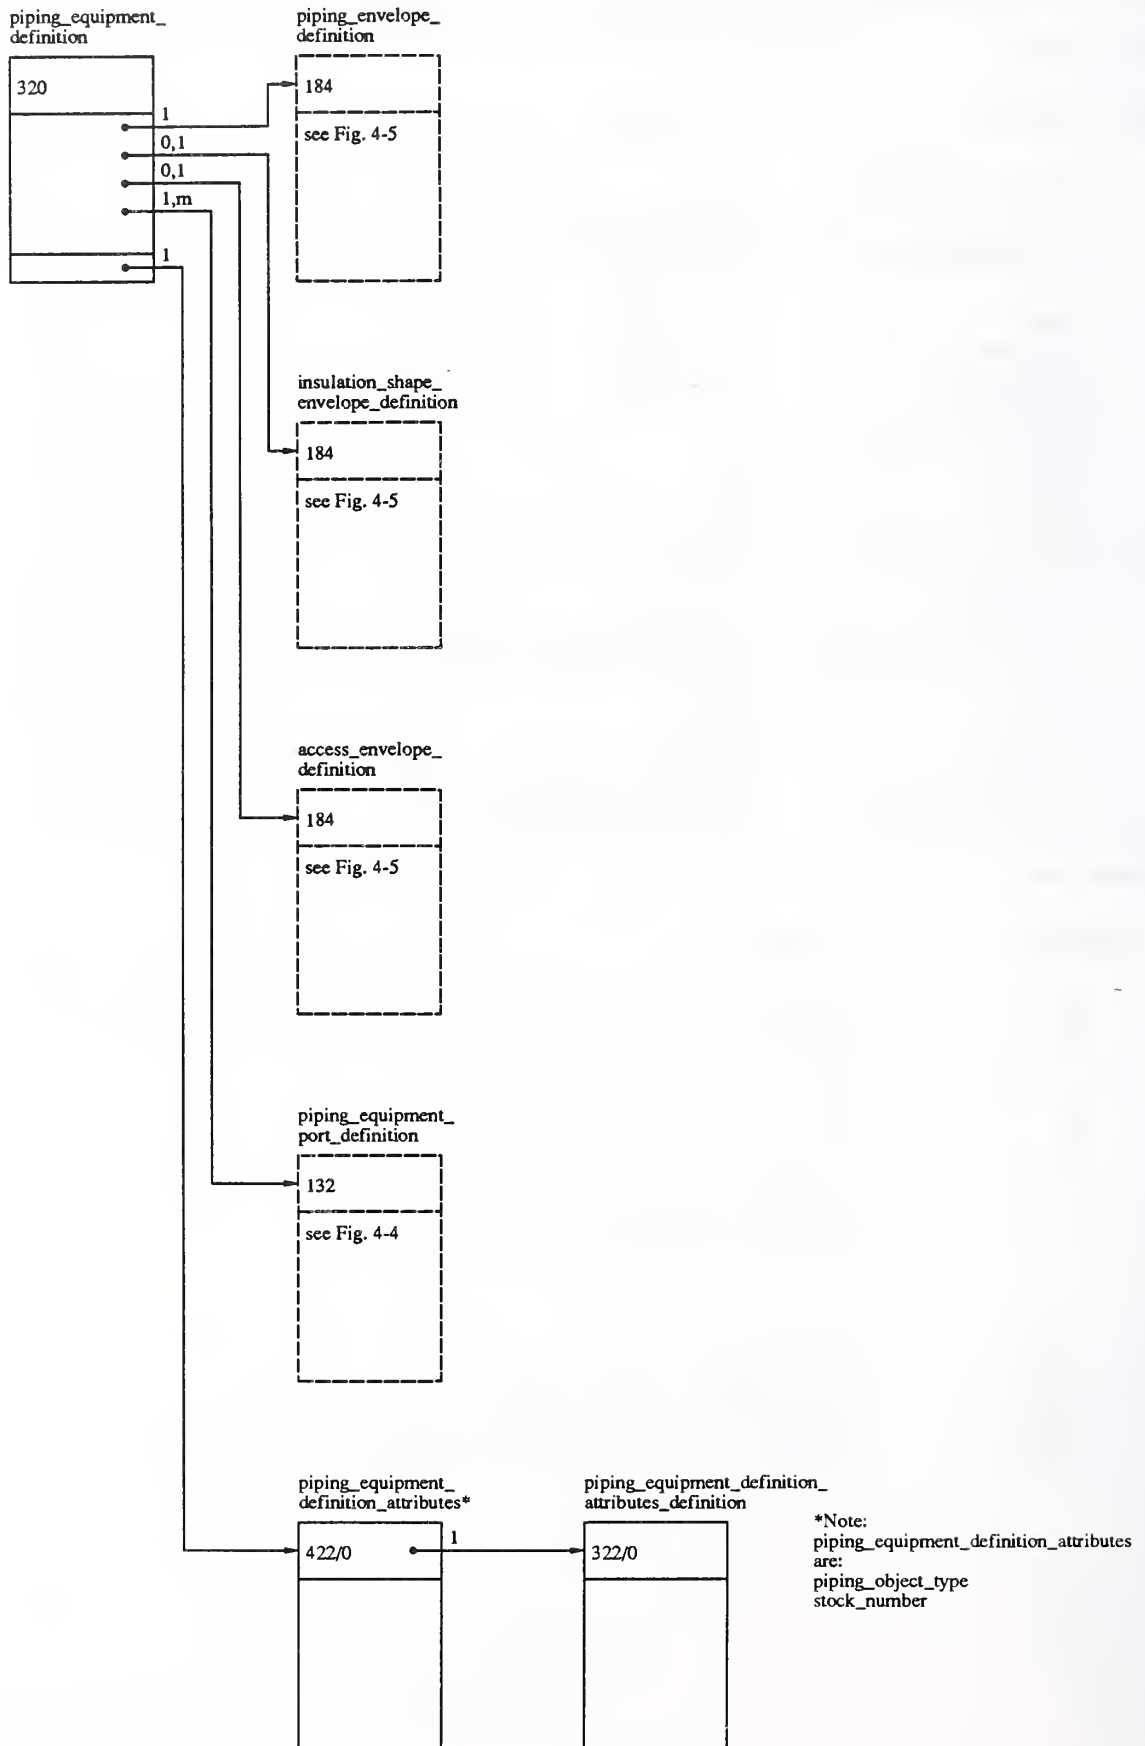 piping_equipment_
definition
320
1
0,1
0,1
1,m
1
piping_envelope_
definition
184
see Fig. 4-5
insulation_shape_
envelope_definition
184
see Fig. 4-5
access_envelope_
definition
184
see Fig. 4-5
piping_equipment_
port_definition
132
see Fig. 4-4
piping_equipment_
definition_attributes*
422/0
1
piping_equipment_definition_
attributes_definition
322/0
*Note:
piping_equipment_definition_attributes
are:
piping_object_type
stock_number